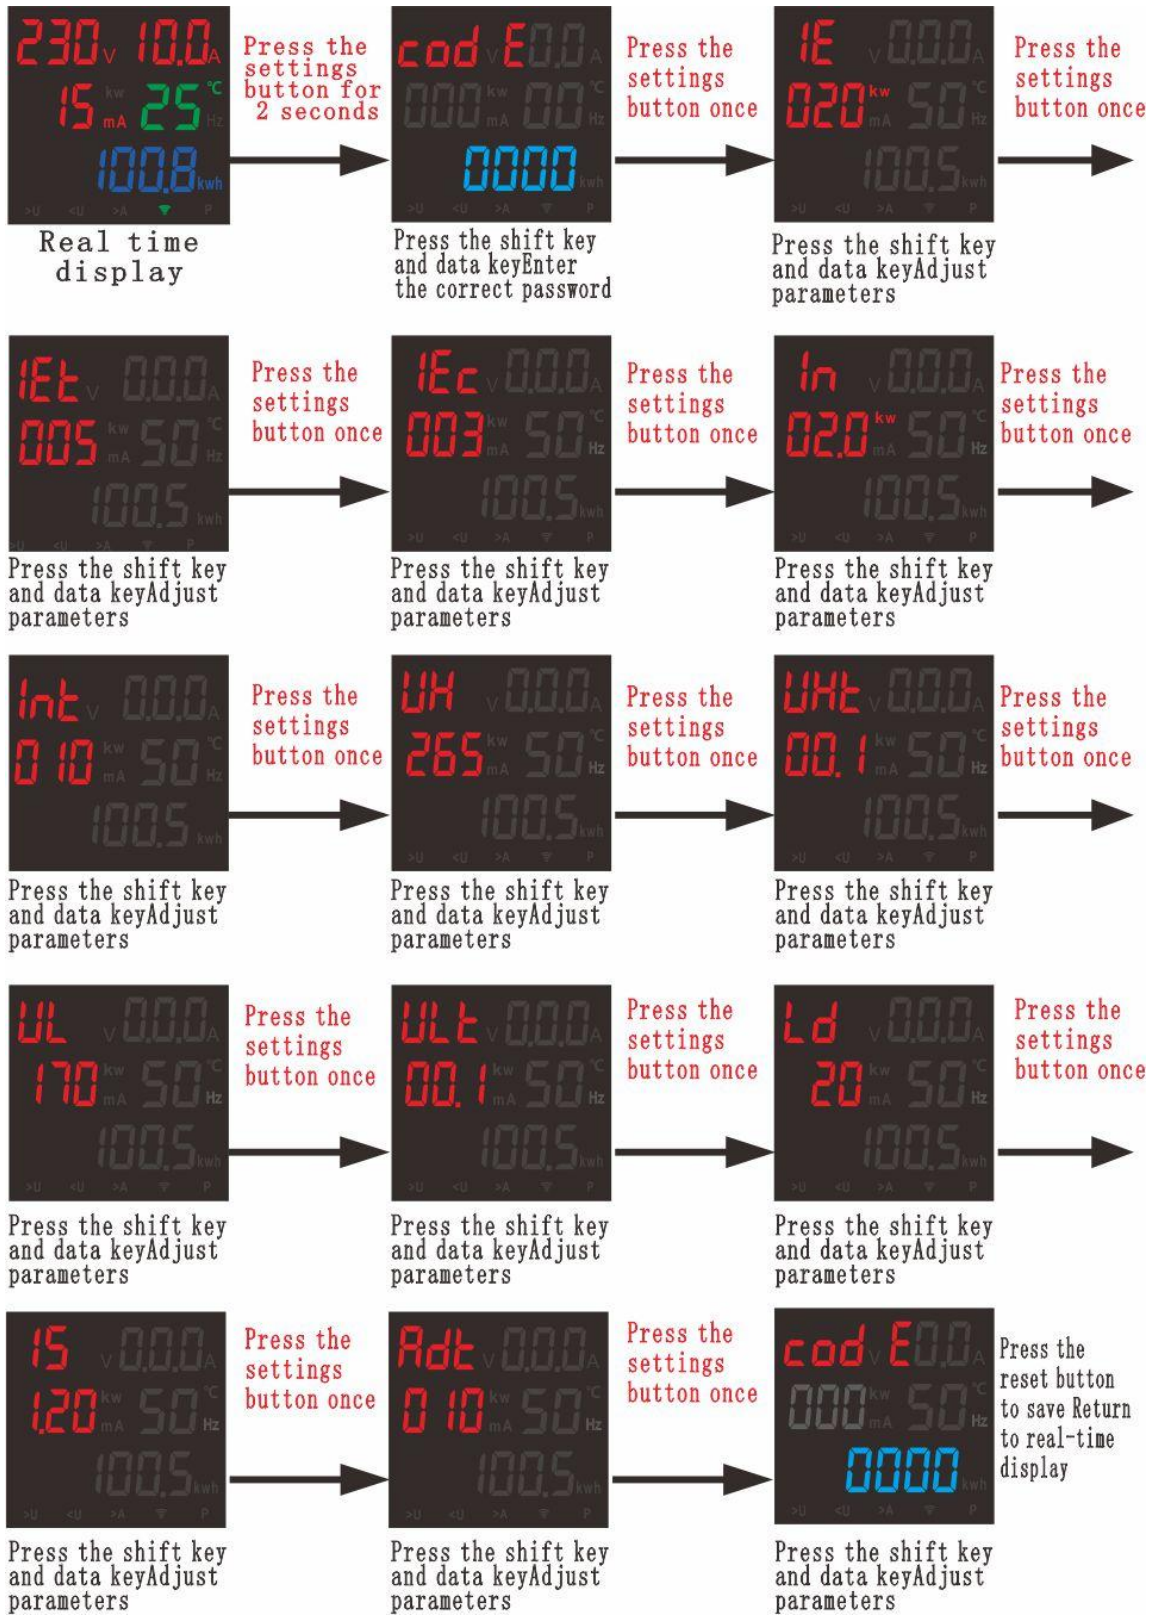 230 V 10.0 A
15 kw mA 25 °C Hz
100.8 kwh
>U <U >A P
Real time
display
Press the
settings
button for
2 seconds
cod E0.0 V A
000 kw mA 00 °C Hz
0000
>U <U >A P
Press the shift key
and data keyEnter
the correct password
Press the
settings
button once
IE V 0.0.0. A
020 kw mA 50 °C Hz
100.5 kwh
>U <U >A P
Press the shift key
and data keyAdjust
parameters
Press the
settings
button once
IEt V 0.0.0. A
005 kw mA 50 °C Hz
100.5 kwh
>U <U >A P
Press the shift key
and data keyAdjust
parameters
Press the
settings
button once
IEc V 0.0.0. A
003 kw mA 50 °C Hz
100.5 kwh
Press the shift key
and data keyAdjust
parameters
Press the
settings
button once
In V 0.0.0. A
02.0 kw mA 50 °C Hz
100.5 kwh
Press the shift key
and data keyAdjust
parameters
Press the
settings
button once
Int V 0.0.0. A
010 kw mA 50 °C Hz
100.5 kwh
Press the shift key
and data keyAdjust
parameters
Press the
settings
button once
UH V 0.0.0. A
265 kw mA 50 °C Hz
100.5 kwh
>U <U >A P
Press the shift key
and data keyAdjust
parameters
Press the
settings
button once
UHt V 0.0.0. A
00.1 kw mA 50 °C Hz
100.5 kwh
>U <U >A P
Press the shift key
and data keyAdjust
parameters
Press the
settings
button once
UL V 0.0.0. A
170 kw mA 50 °C Hz
100.5 kwh
>U <U >A P
Press the shift key
and data keyAdjust
parameters
Press the
settings
button once
ULt V 0.0.0. A
00.1 kw mA 50 °C Hz
100.5 kwh
>U <U >A P
Press the shift key
and data keyAdjust
parameters
Press the
settings
button once
Ld V 0.0.0. A
20 kw mA 50 °C Hz
100.5 kwh
>U <U >A P
Press the shift key
and data keyAdjust
parameters
Press the
settings
button once
IS V 0.0.0. A
1.20 kw mA 50 °C Hz
100.5 kwh
>U <U >A P
Press the shift key
and data keyAdjust
parameters
Press the
settings
button once
Adt V 0.0.0. A
010 kw mA 50 °C Hz
100.5 kwh
>U <U >A P
Press the shift key
and data keyAdjust
parameters
Press the
settings
button once
cod E0.0 V A
000 kw mA 50 °C Hz
0000 kwh
>U <U >A P
Press the shift key
and data keyAdjust
parameters
Press the
reset button
to save Return
to real-time
display